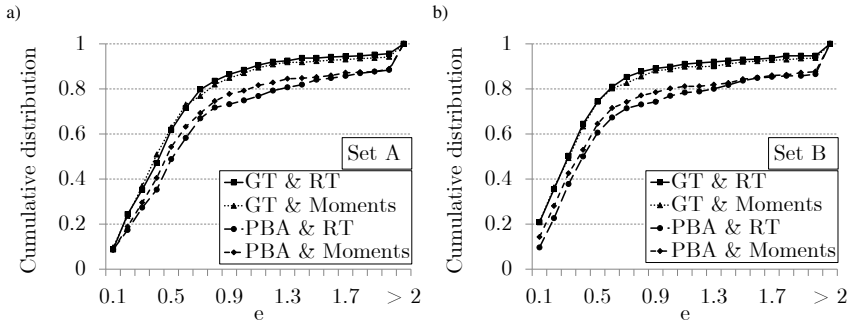 a)
Cumulative distribution
1
0.8
0.6
0.4
0.2
0
Set A
GT & RT
GT & Moments
PBA & RT
PBA & Moments
0.1 0.5 0.9 1.3 1.7 > 2
e
b)
Cumulative distribution
1
0.8
0.6
0.4
0.2
0
Set B
GT & RT
GT & Moments
PBA & RT
PBA & Moments
0.1 0.5 0.9 1.3 1.7 > 2
e